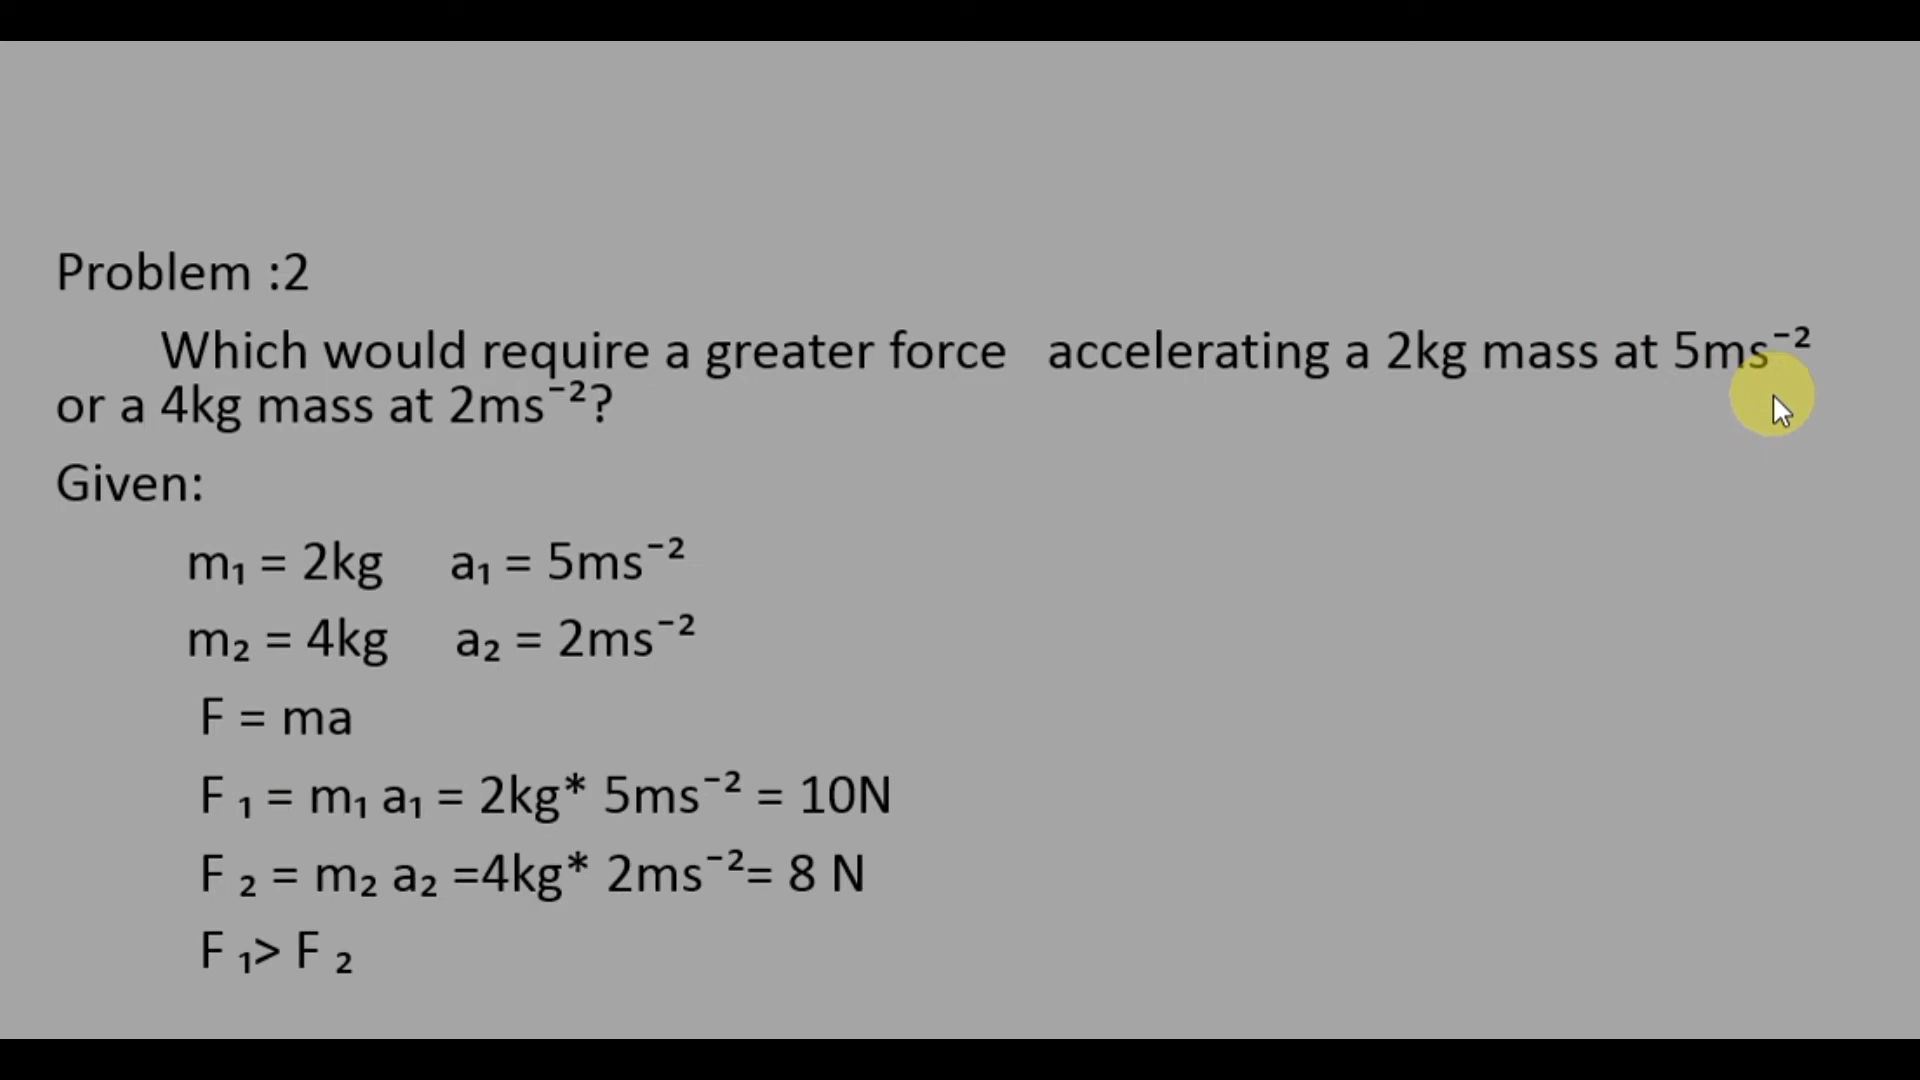 Problem :2
Which would require a greater force accelerating a 2kg mass at 5ms⁻²
or a 4kg mass at 2ms⁻²?
Given:
m₁ = 2kg a₁ = 5ms⁻²
m₂ = 4kg a₂ = 2ms⁻²
F = ma
F ₁ = m₁ a₁ = 2kg* 5ms⁻² = 10N
F ₂ = m₂ a₂ =4kg* 2ms⁻²= 8 N
F ₁> F ₂